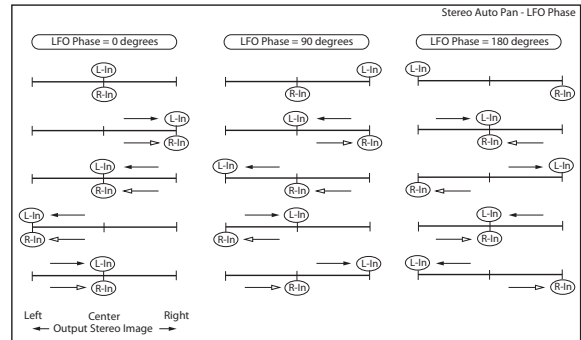 Stereo Auto Pan - LFO Phase
LFO Phase = 0 degrees
LFO Phase = 90 degrees
LFO Phase = 180 degrees
L-In
R-In
L-In
R-In
L-In
R-In
L-In
R-In
L-In
R-In
L-In
R-In
L-In
R-In
L-In
R-In
L-In
R-In
L-In
R-In
L-In
R-In
L-In
R-In
L-In
R-In
L-In
R-In
L-In
R-In
Left Center Right
Output Stereo Image